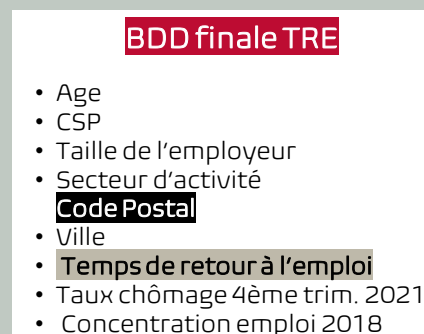 BDD finale TRE
• Age
• CSP
• Taille de l'employeur
• Secteur d'activité
Code Postal
• Ville
• Temps de retour à l'emploi
• Taux chômage 4ème trim. 2021
• Concentration emploi 2018